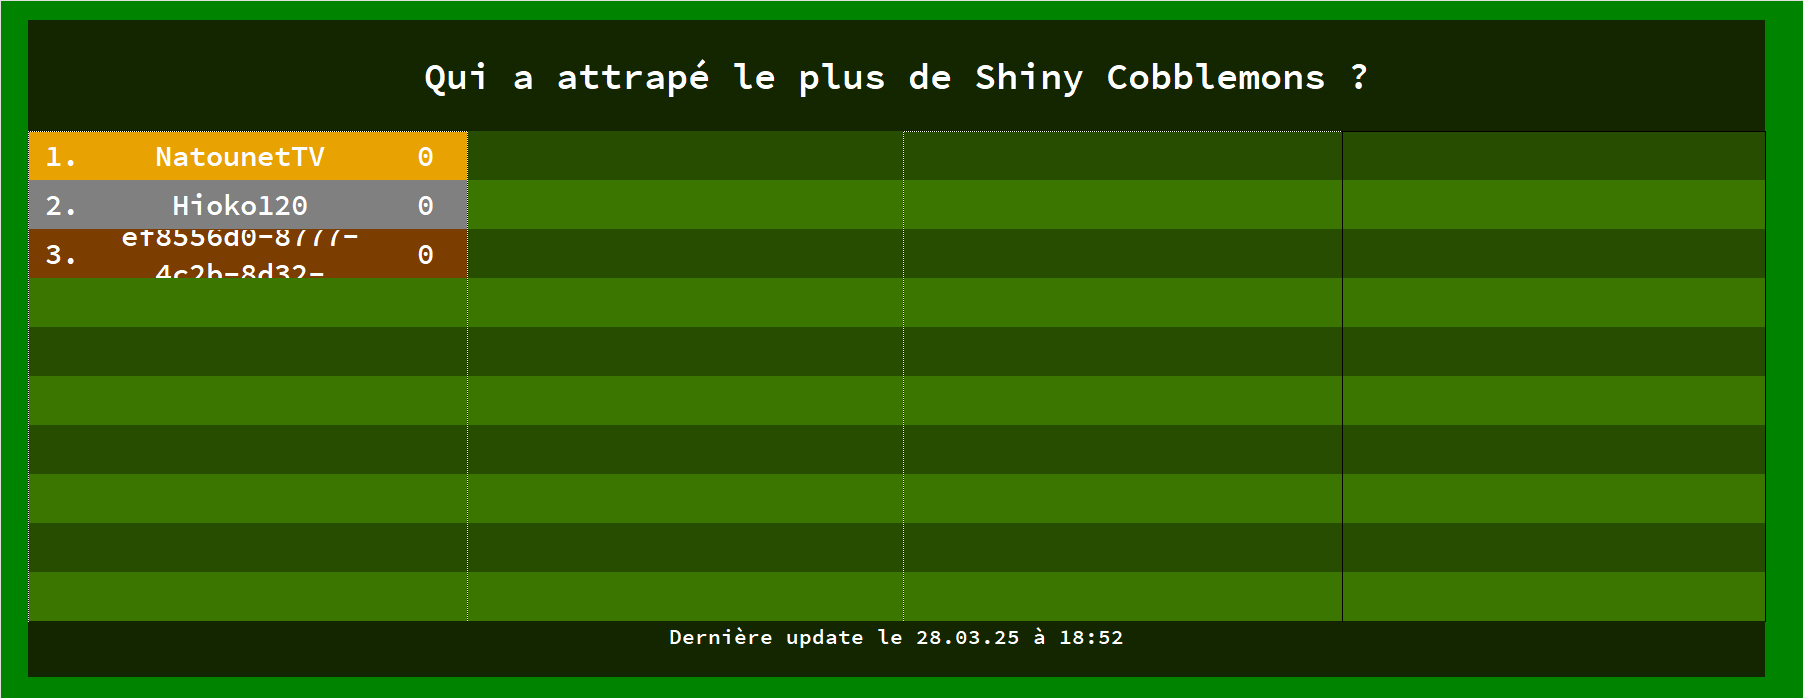 Qui a attrapé le plus de Shiny Cobblemons ?
1. NatounetTV 0
2. Hioko120 0
3. ef8556d0-8777-4c2b-8d32- 0
Dernière update le 28.03.25 à 18:52